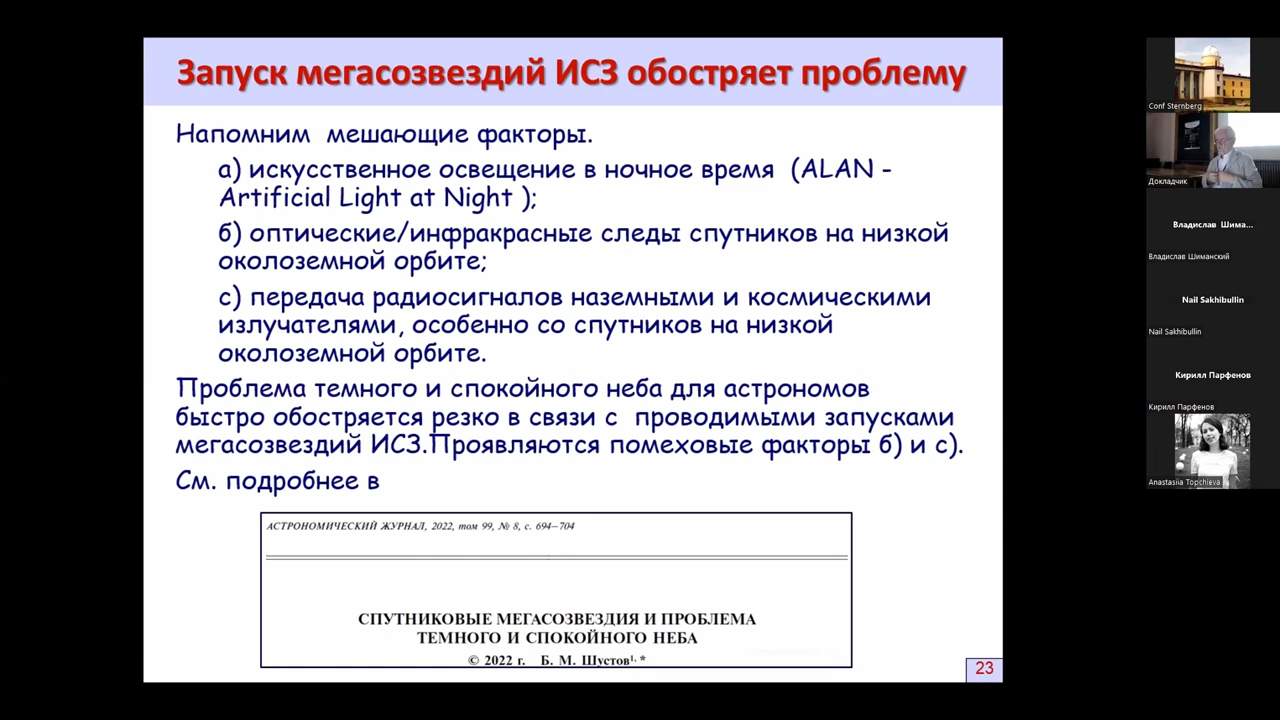 Запуск мегасозвездий ИСЗ обостряет проблему
Напомним мешающие факторы.
а) искусственное освещение в ночное время (ALAN -
Artificial Light at Night );
б) оптические/инфракрасные следы спутников на низкой
околоземной орбите;
с) передача радиосигналов наземными и космическими
излучателями, особенно со спутников на низкой
околоземной орбите.
Проблема темного и спокойного неба для астрономов
быстро обостряется резко в связи с проводимыми запусками
мегасозвездий ИСЗ.Проявляются помеховые факторы б) и с).
См. подробнее в
АСТРОНОМИЧЕСКИЙ ЖУРНАЛ, 2022, том 99, № 8, с. 694–704
СПУТНИКОВЫЕ МЕГАСОЗВЕЗДИЯ И ПРОБЛЕМА
ТЕМНОГО И СПОКОЙНОГО НЕБА
© 2022 г. Б. М. Шустов1, *
23
Conf Sternberg
Докладчик
Владислав Шима...
Владислав Шиманский
Nail Sakhibullin
Nail Sakhibullin
Кирилл Парфенов
Кирилл Парфенов
Anastasiia Topchieva